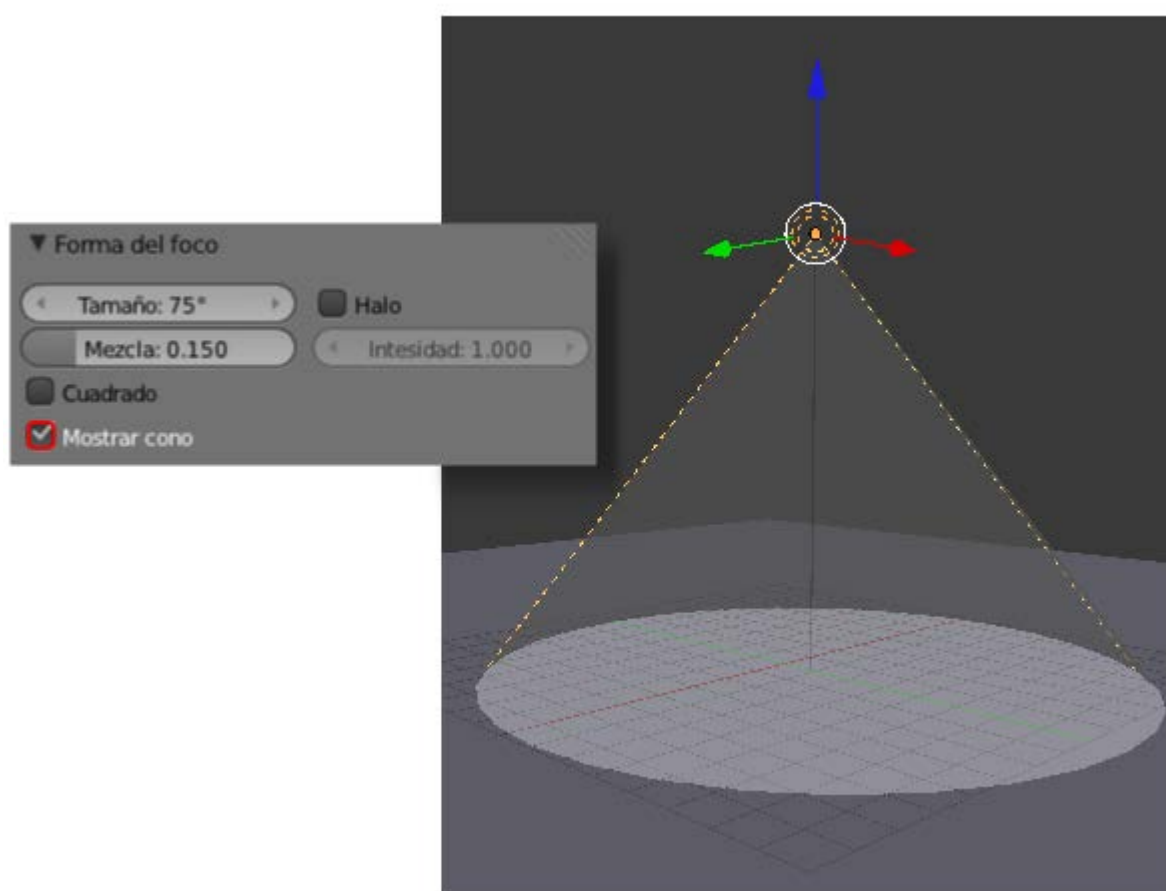 Forma del foco
Tamaño: 75°
Halo
Mezcla: 0.150
Intesidad: 1.000
Cuadrado
Mostrar cono